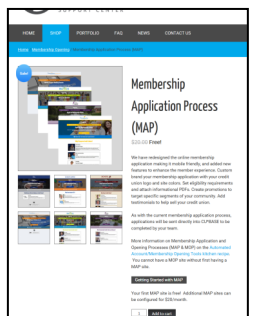 SUPPORT CENTER
HOME SHOP PORTFOLIO FAQ NEWS CONTACT US
Home / Membership Opening / Membership Application Process (MAP)
Sale!
Membership
Application Process
(MAP)
$20.00 Free!
We have redesigned the online membership
application making it mobile friendly, and added new
features to enhance the member experience. Custom
brand your membership application with your credit
union logo and site colors. Set eligibility requirements
and attach informational PDFs. Create promotions to
target specific segments of your community. Add
testimonials to help sell your credit union.
As with the current membership application process,
applications will be sent directly into CU*BASE to be
completed by your team.
More information on Membership Application and
Opening Processes (MAP & MOP) on the Automated
Account/Membership Opening Tools kitchen recipe.
You cannot have a MOP site without first having a
MAP site.
Getting Started with MAP
Your first MAP site is free! Additional MAP sites can
be configured for $20/month.
1 Add to cart